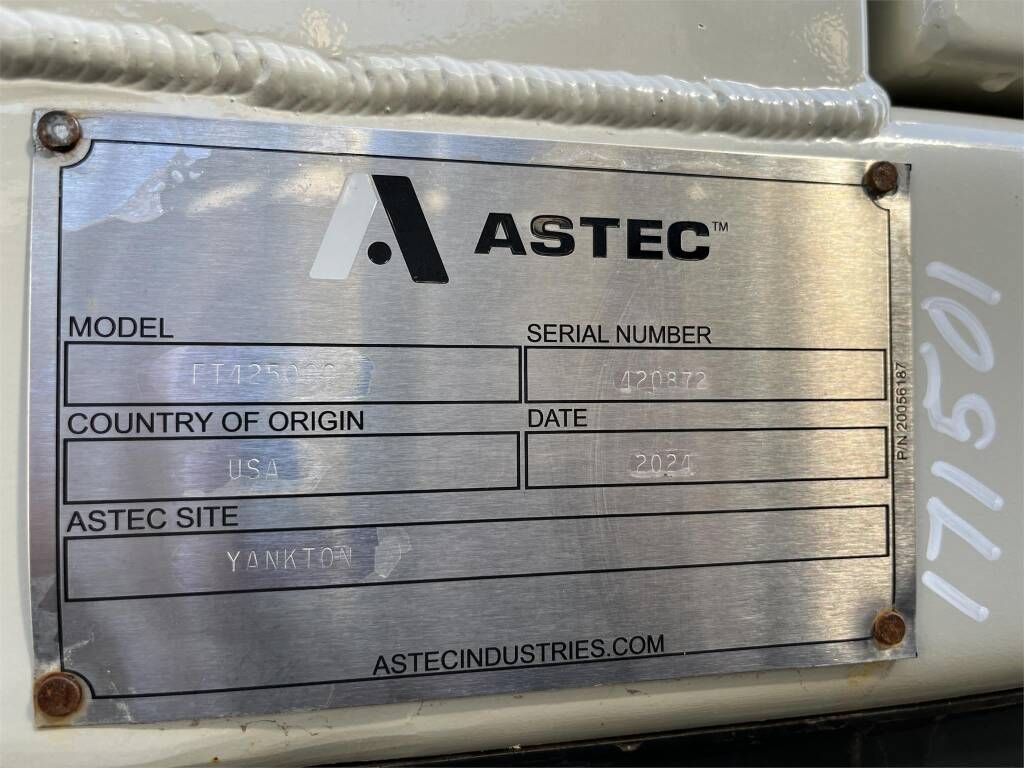 ASTEC™
MODEL
SERIAL NUMBER
420872
COUNTRY OF ORIGIN
DATE
USA
2024
ASTEC SITE
YANKTON
ASTECINDUSTRIES.COM
P/N 20056187
171501